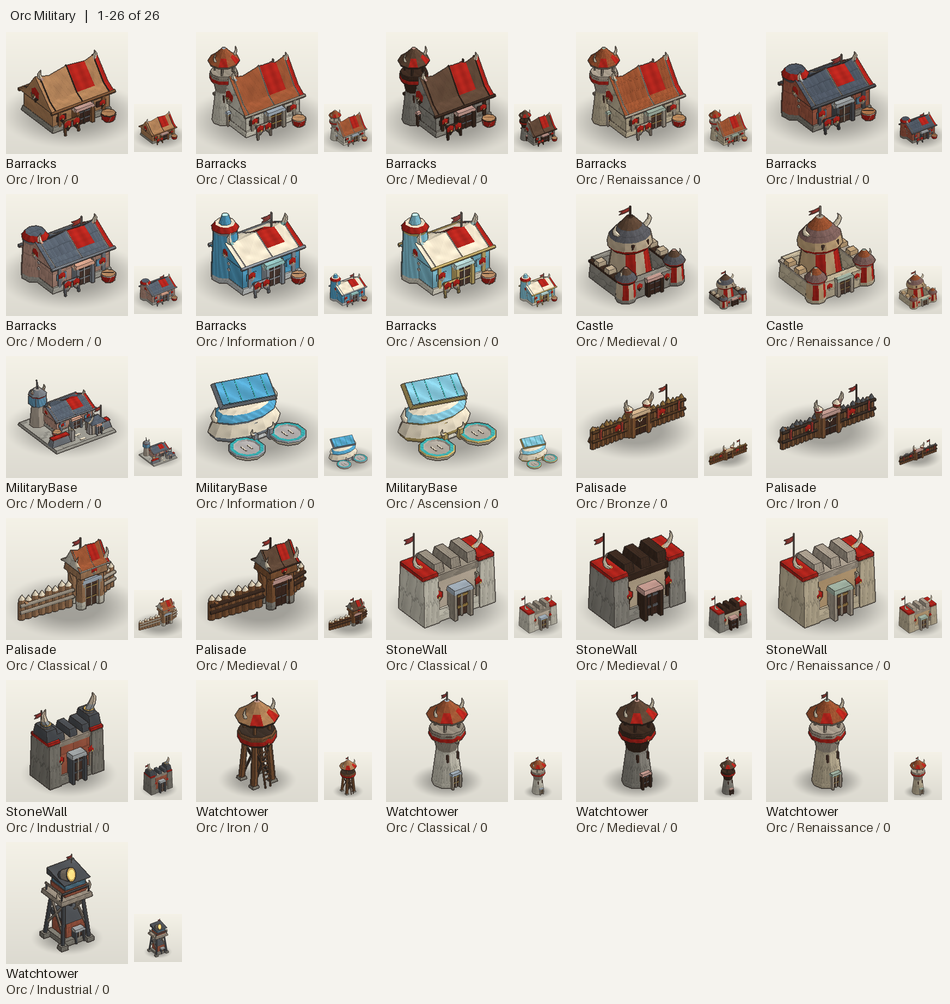 Orc Military | 1-26 of 26
Barracks
Orc / Iron / 0
Barracks
Orc / Classical / 0
Barracks
Orc / Medieval / 0
Barracks
Orc / Renaissance / 0
Barracks
Orc / Industrial / 0
Barracks
Orc / Modern / 0
Barracks
Orc / Information / 0
Barracks
Orc / Ascension / 0
Castle
Orc / Medieval / 0
Castle
Orc / Renaissance / 0
MilitaryBase
Orc / Modern / 0
MilitaryBase
Orc / Information / 0
MilitaryBase
Orc / Ascension / 0
Palisade
Orc / Bronze / 0
Palisade
Orc / Iron / 0
Palisade
Orc / Classical / 0
Palisade
Orc / Medieval / 0
StoneWall
Orc / Classical / 0
StoneWall
Orc / Medieval / 0
StoneWall
Orc / Renaissance / 0
StoneWall
Orc / Industrial / 0
Watchtower
Orc / Iron / 0
Watchtower
Orc / Classical / 0
Watchtower
Orc / Medieval / 0
Watchtower
Orc / Renaissance / 0
Watchtower
Orc / Industrial / 0